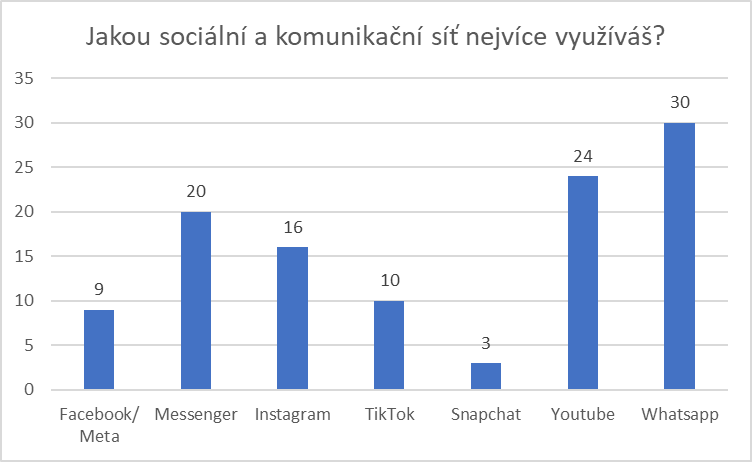 Jakou sociální a komunikační síť nejvíce využíváš?
35
30
25
20
15
10
5
0
9
20
16
10
3
24
30
Facebook/
Meta
Messenger
Instagram
TikTok
Snapchat
Youtube
Whatsapp